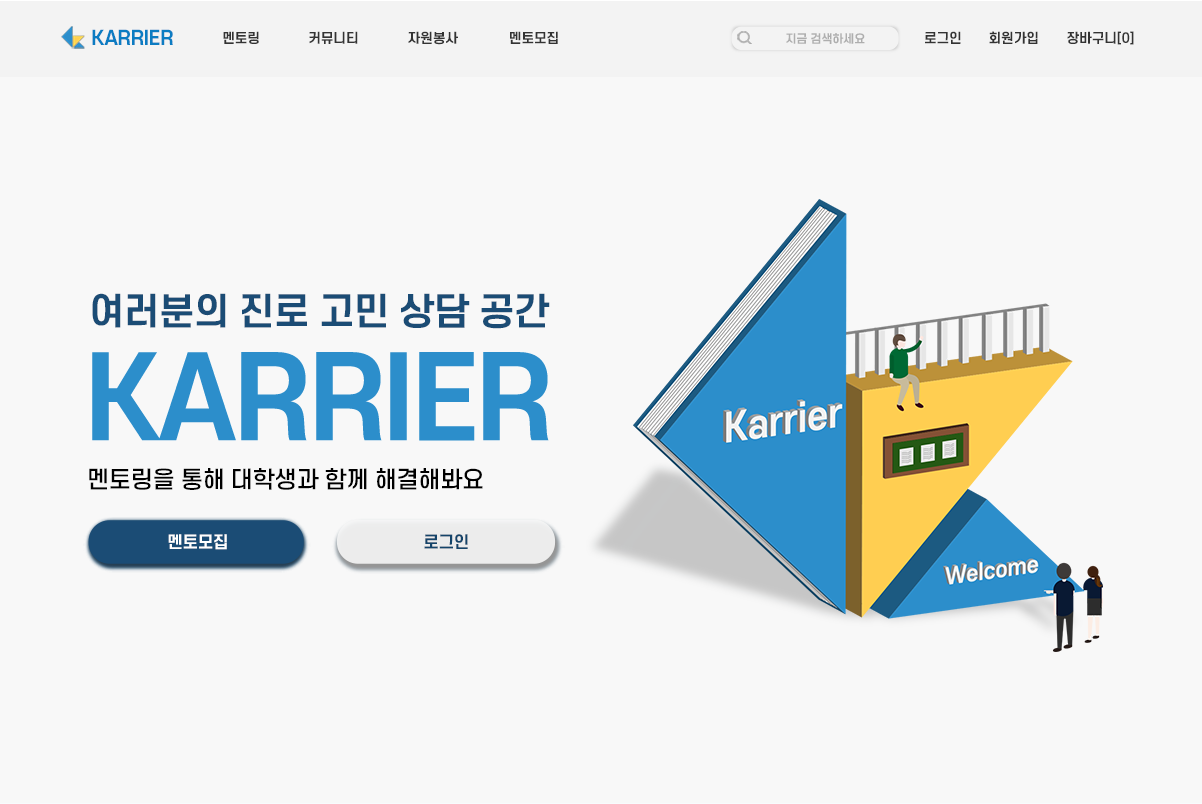 KARRIER 멘토링 커뮤니티 자원봉사 멘토모집 지금 검색하세요 로그인 회원가입 장바구니[0]
여러분의 진로 고민 상담 공간
KARRIER
멘토링을 통해 대학생과 함께 해결해봐요
멘토모집 로그인
Karrier
Welcome